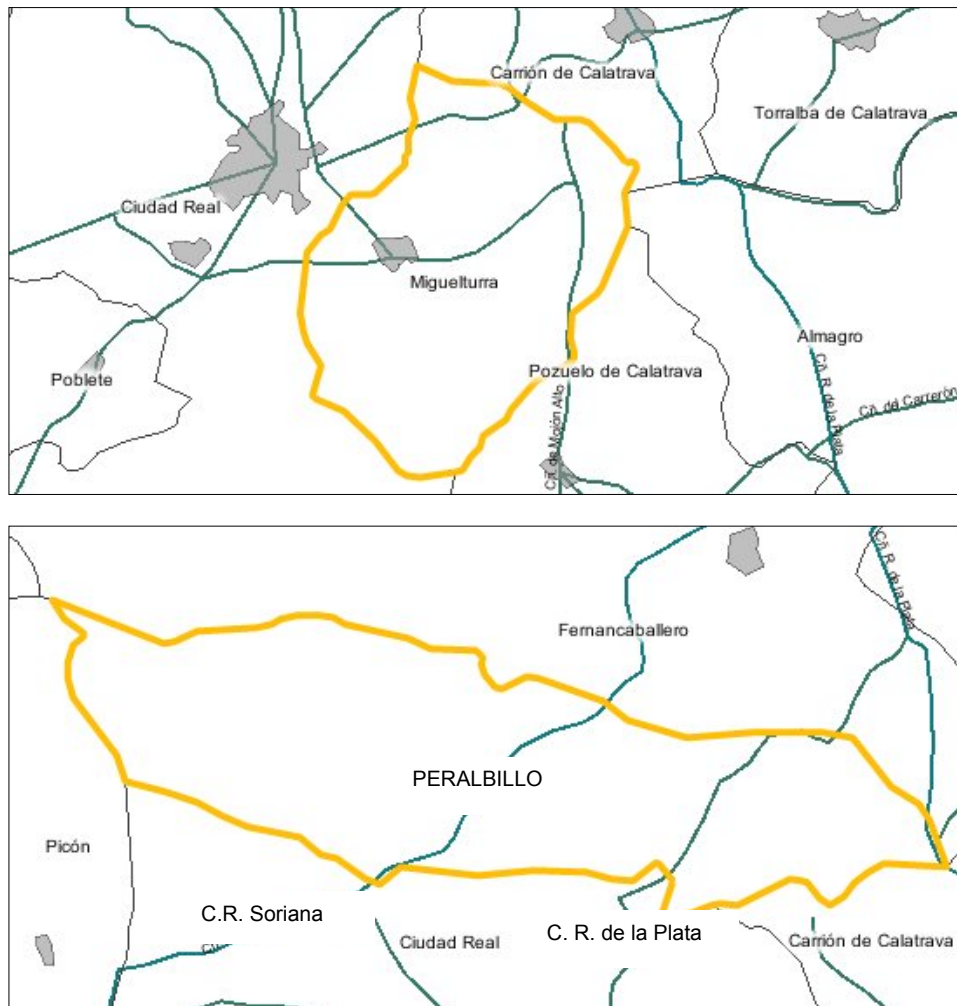 Carrión de Calatrava
Torralba de Calatrava
Ciudad Real
Miguelturra
Almagro
Poblete
Pozuelo de Calatrava
Cñ. R. de la Plata
Cñ. del Carrerón
Cñ. de Mojón Alto
Cñ. R. de la Plata
Fernancaballero
PERALBILLO
Picón
C.R. Soriana
C. R. de la Plata
Ciudad Real
Carrión de Calatrava